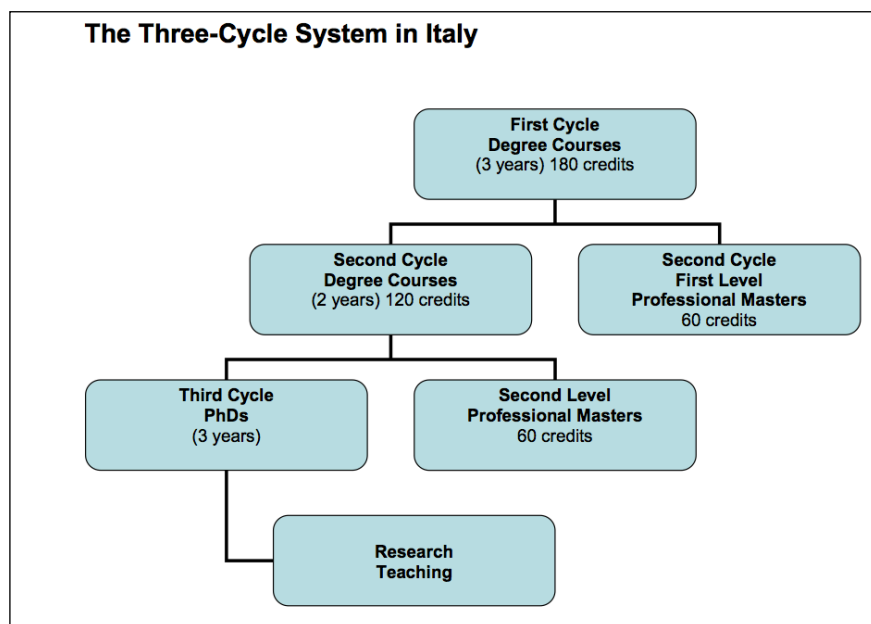 The Three-Cycle System in Italy
First Cycle
Degree Courses
(3 years) 180 credits
Second Cycle
Degree Courses
(2 years) 120 credits
Second Cycle
First Level
Professional Masters
60 credits
Third Cycle
PhDs
(3 years)
Second Level
Professional Masters
60 credits
Research
Teaching